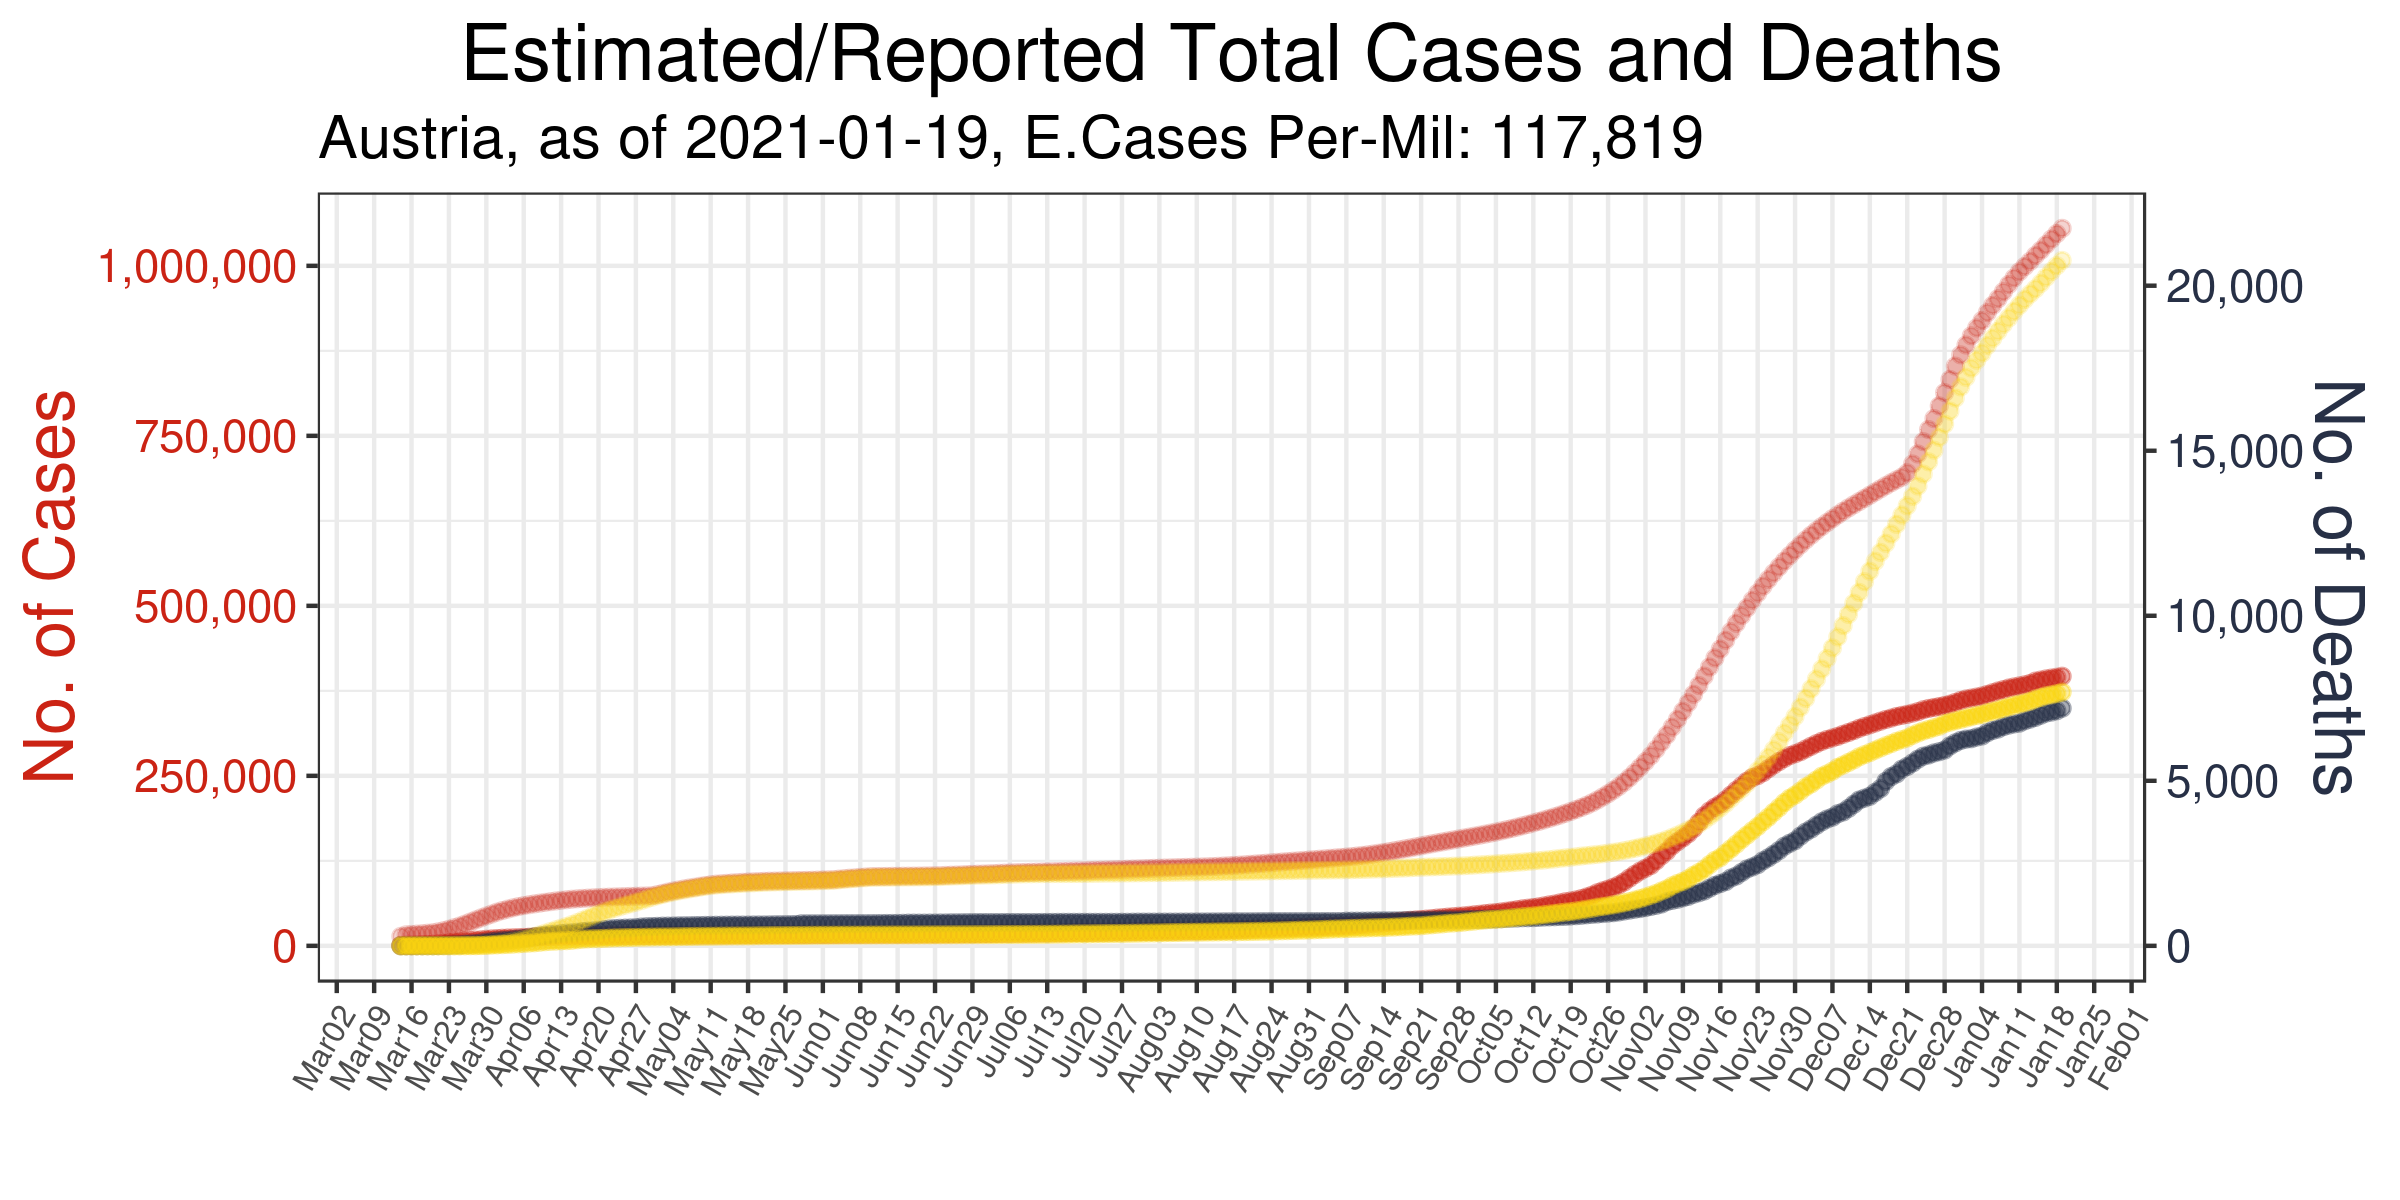 Estimated/Reported Total Cases and Deaths
Austria, as of 2021-01-19, E.Cases Per-Mil: 117,819
No. of Cases
1,000,000
750,000
500,000
250,000
0
20,000
15,000
10,000
5,000
0
No. of Deaths
Mar02
Mar09
Mar16
Mar23
Mar30
Apr06
Apr13
Apr20
Apr27
May04
May11
May18
May25
Jun01
Jun08
Jun15
Jun22
Jun29
Jul06
Jul13
Jul20
Jul27
Aug03
Aug10
Aug17
Aug24
Aug31
Sep07
Sep14
Sep21
Sep28
Oct05
Oct12
Oct19
Oct26
Nov02
Nov09
Nov16
Nov23
Nov30
Dec07
Dec14
Dec21
Dec28
Jan04
Jan11
Jan18
Jan25
Feb01